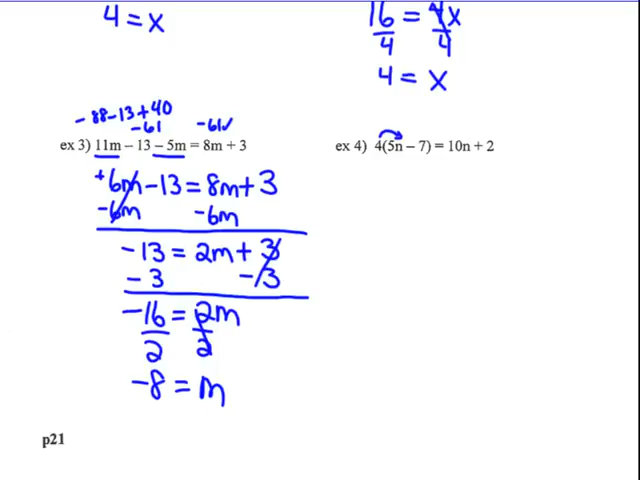 4 = x
16 = 4x
4 4
4 = x
- 88 - 13 + 40
- 61
- 61 ✓
ex 3) 11m – 13 – 5m = 8m + 3
+6m - 13 = 8m + 3
-6m -6m
-13 = 2m + 3
- 3 - 3
-16 = 2m
2 2
-8 = m
ex 4) 4(5n – 7) = 10n + 2
p21